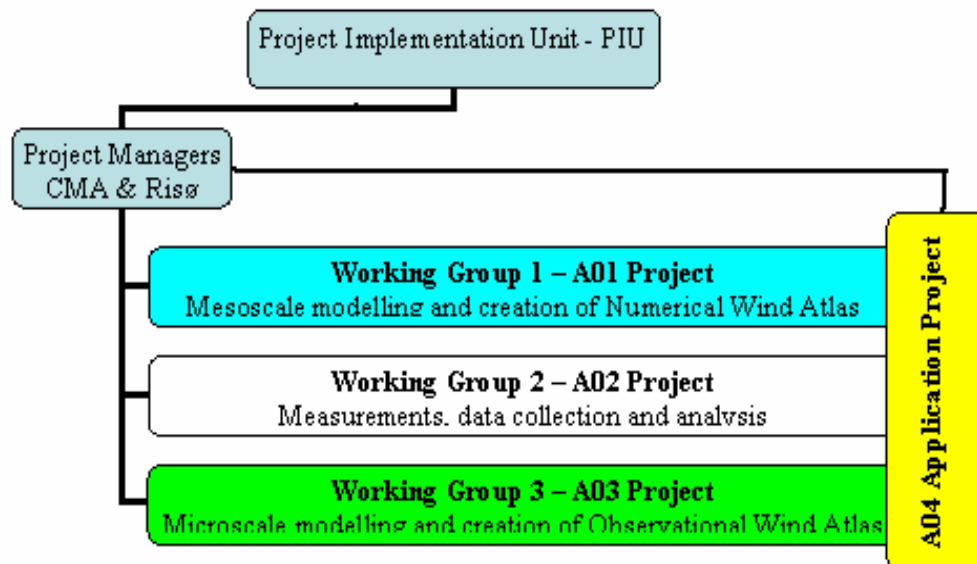 Project Implementation Unit - PIU
Project Managers
CMA & Risø
Working Group 1 – A01 Project
Mesoscale modelling and creation of Numerical Wind Atlas
Working Group 2 – A02 Project
Measurements, data collection and analysis
Working Group 3 – A03 Project
Microscale modelling and creation of Observational Wind Atlas
A04 Application Project